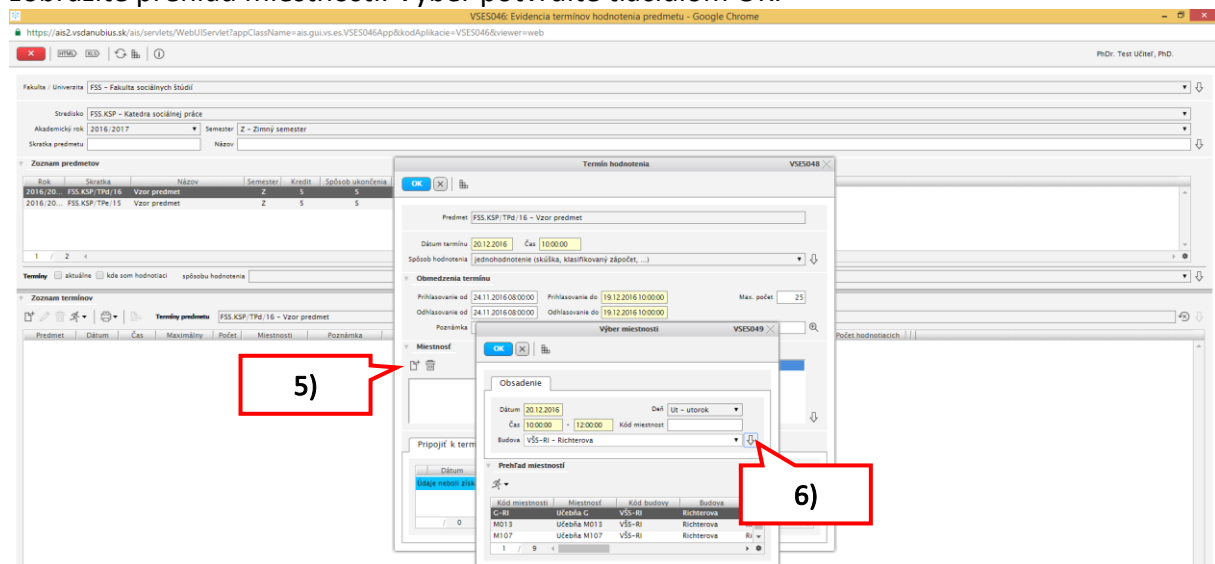 zobrazíte prehľad miestností. Výber potvrdíte tlačidlom OK.
VSES046: Evidencia termínov hodnotenia predmetu - Google Chrome
https://ais2.vsdanubius.sk/ais/servlets/WebUIServlet?appClassName=ais.gui.vs.es.VSES046App&kodAplikacie=VSES046&viewer=web
HTML XLS
PhDr. Test Učiteľ, PhD.
Fakulta / Univerzita FSS – Fakulta sociálnych štúdií
Stredisko FSS.KSP – Katedra sociálnej práce
Akademický rok 2016/2017 Semester Z – Zimný semester
Skratka predmetu Názov
Zoznam predmetov
Rok Skratka Názov Semester Kredit Spôsob ukončenia
2016/20... FSS.KSP/TPd/16 Vzor predmet Z 5 S
2016/20... FSS.KSP/TPe/15 Vzor predmet Z 5 S
1 / 2
Termíny aktuálne kde som hodnotiaci spôsobu hodnotenia
Zoznam termínov
Termíny predmetu FSS.KSP/TPd/16 – Vzor predmet
Predmet Dátum Čas Maximálny Počet Miestnosti Poznámka
Počet hodnotiacich
Termín hodnotenia VSES048
OK
Predmet FSS.KSP/TPd/16 – Vzor predmet
Dátum termínu 20.12.2016 Čas 10:00:00
Spôsob hodnotenia jednohodnotenie (skúška, klasifikovaný zápočet, ...)
Obmedzenia termínu
Prihlasovanie od 24.11.2016 08:00:00 Prihlasovanie do 19.12.2016 10:00:00 Max. počet 25
Odhlasovanie od 24.11.2016 08:00:00 Odhlasovanie do 19.12.2016 10:00:00
Poznámka
Miestnosť
Pripojiť k term
Dátum
Údaje neboli získ
/ 0
5)
Výber miestnosti VSES049
OK
Obsadenie
Dátum 20.12.2016 Deň Ut – utorok
Čas 10:00:00 - 12:00:00 Kód miestnosti
Budova VŠS–RI – Richterova
Prehľad miestností
Kód miestnosti Miestnosť Kód budovy Budova
G–RI Učebňa G VŠS–RI Richterova
M013 Učebňa M013 VŠS–RI Richterova
M107 Učebňa M107 VŠS–RI Richterova Ri
1 / 9
6)